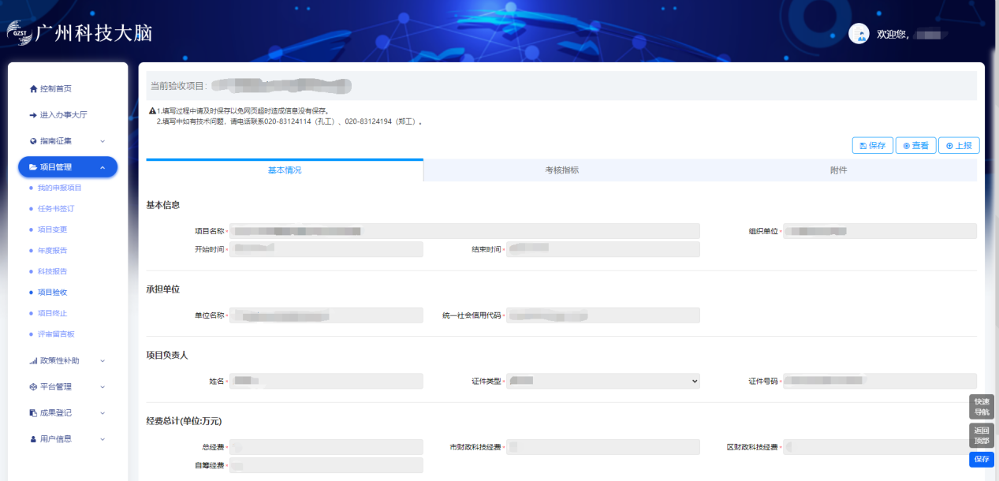 GZST 广州科技大脑
欢迎您,
控制首页
进入办事大厅
指南征集
项目管理
我的申报项目
任务书签订
项目变更
年度报告
科技报告
项目验收
项目终止
评审留言板
政策性补助
平台管理
成果登记
用户信息
当前验收项目:
1.填写过程中请及时保存以免网页超时造成信息没有保存。
2.填写中如有技术问题，请电话联系020-83124114（孔工）、020-83124194（郑工）。
保存 查看 上报
基本情况 考核指标 附件
基本信息
项目名称* 组织单位*
开始时间* 结束时间*
承担单位
单位名称* 统一社会信用代码*
项目负责人
姓名* 证件类型* 证件号码*
经费总计(单位:万元)
总经费* 市财政科技经费* 区财政科技经费*
自筹经费*
快速
导航
返回
顶部
保存